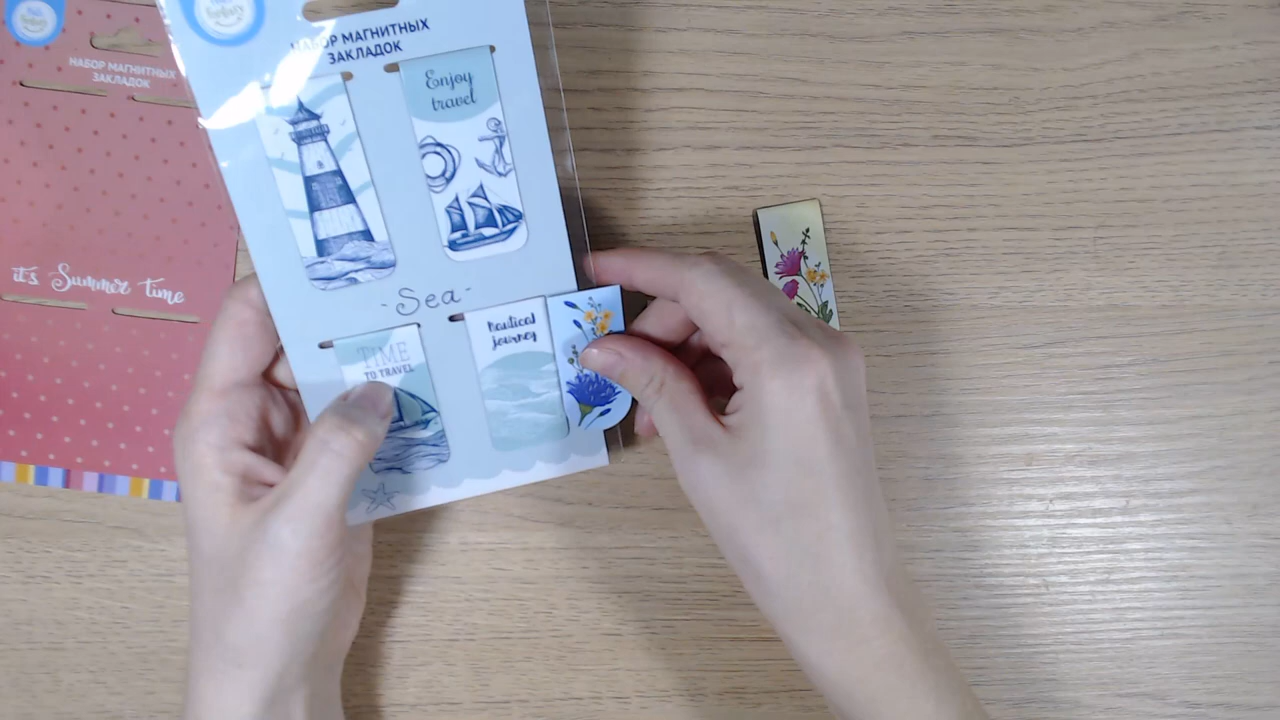 НАБОР МАГНИТНЫХ
ЗАКЛАДОК
it's Summer time
НАБОР МАГНИТНЫХ
ЗАКЛАДОК
Enjoy
travel
-Sea-
TIME
TO TRAVEL
Nautical
journey